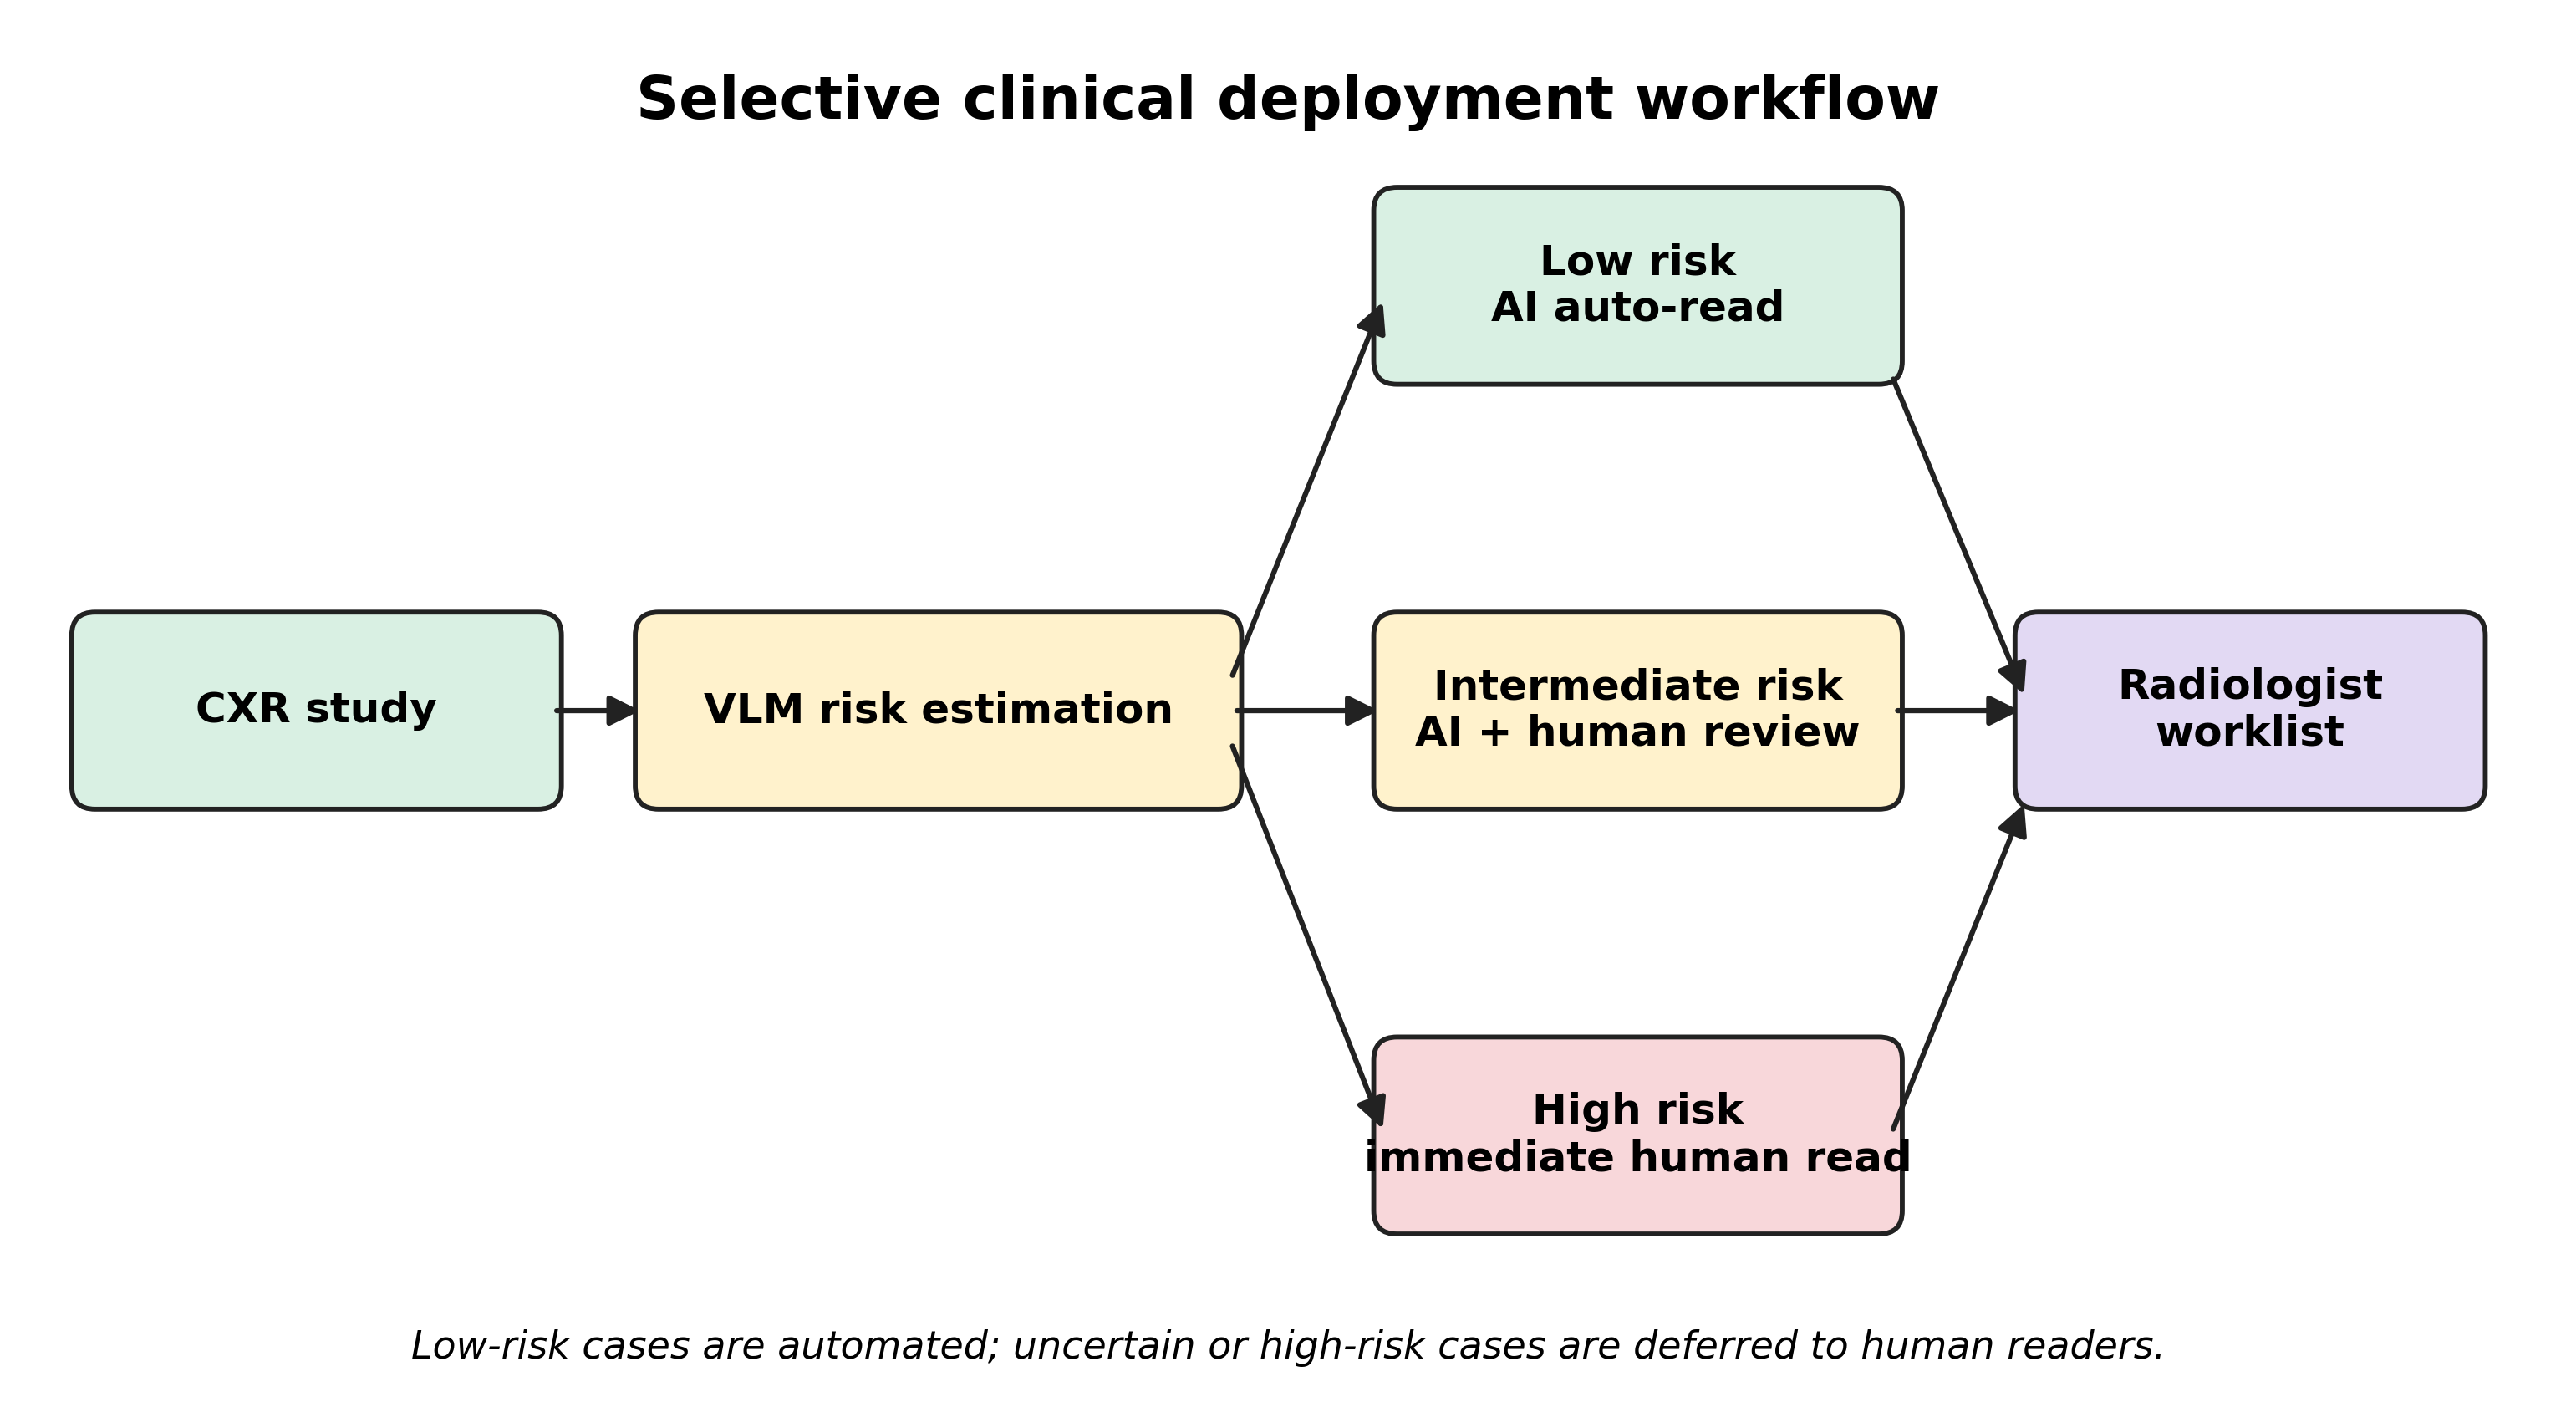 Selective clinical deployment workflow
Low risk
AI auto-read
CXR study
VLM risk estimation
Intermediate risk
AI + human review
Radiologist
worklist
High risk
immediate human read
Low-risk cases are automated; uncertain or high-risk cases are deferred to human readers.